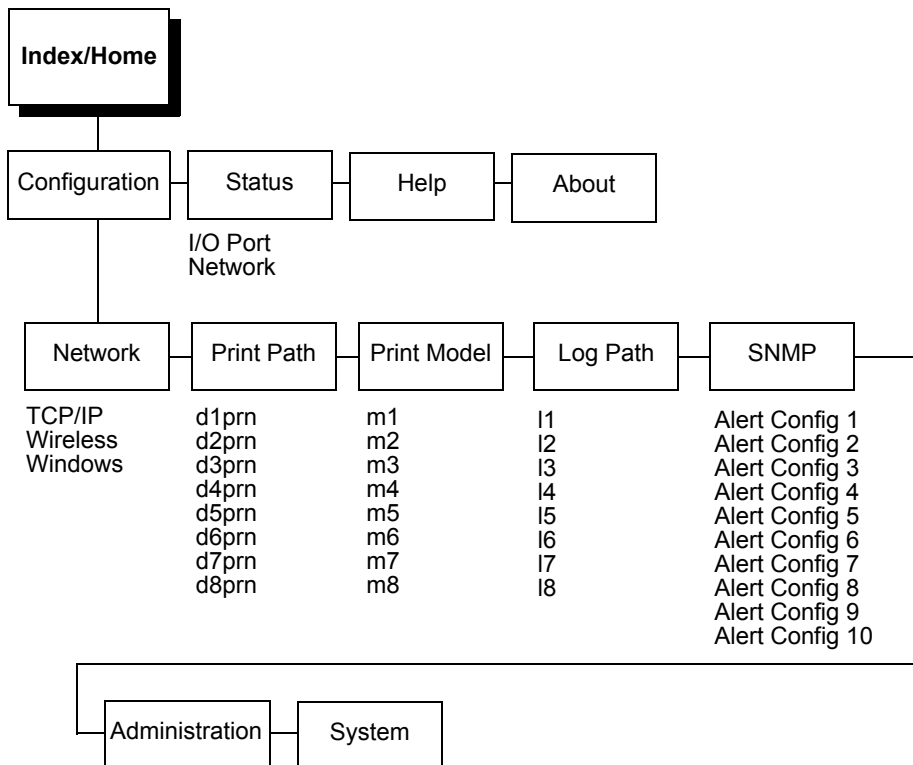 Index/Home
Configuration
Status
Help
About
I/O Port
Network
Network
Print Path
Print Model
Log Path
SNMP
TCP/IP
Wireless
Windows
d1prn
d2prn
d3prn
d4prn
d5prn
d6prn
d7prn
d8prn
m1
m2
m3
m4
m5
m6
m7
m8
l1
l2
l3
l4
l5
l6
l7
l8
Alert Config 1
Alert Config 2
Alert Config 3
Alert Config 4
Alert Config 5
Alert Config 6
Alert Config 7
Alert Config 8
Alert Config 9
Alert Config 10
Administration
System